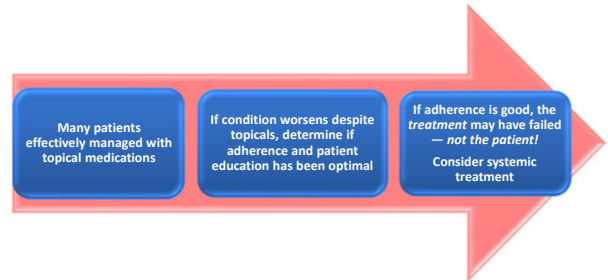 Many patients
effectively managed with
topical medications
If condition worsens despite
topicals, determine if
adherence and patient
education has been optimal
If adherence is good, the
treatment may have failed
— not the patient!
Consider systemic
treatment